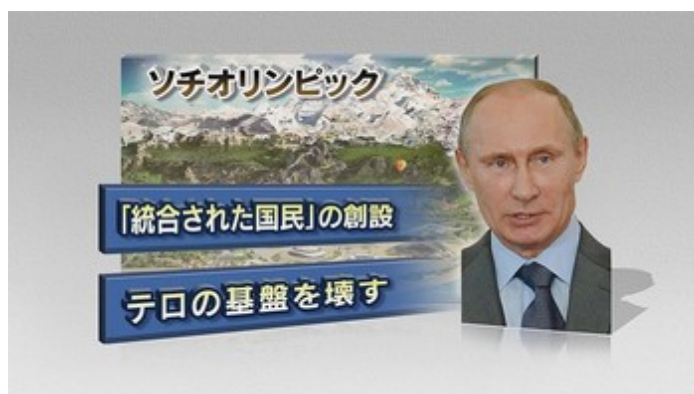 ソチオリンピック
「統合された国民」の創設
テロの基盤を壊す